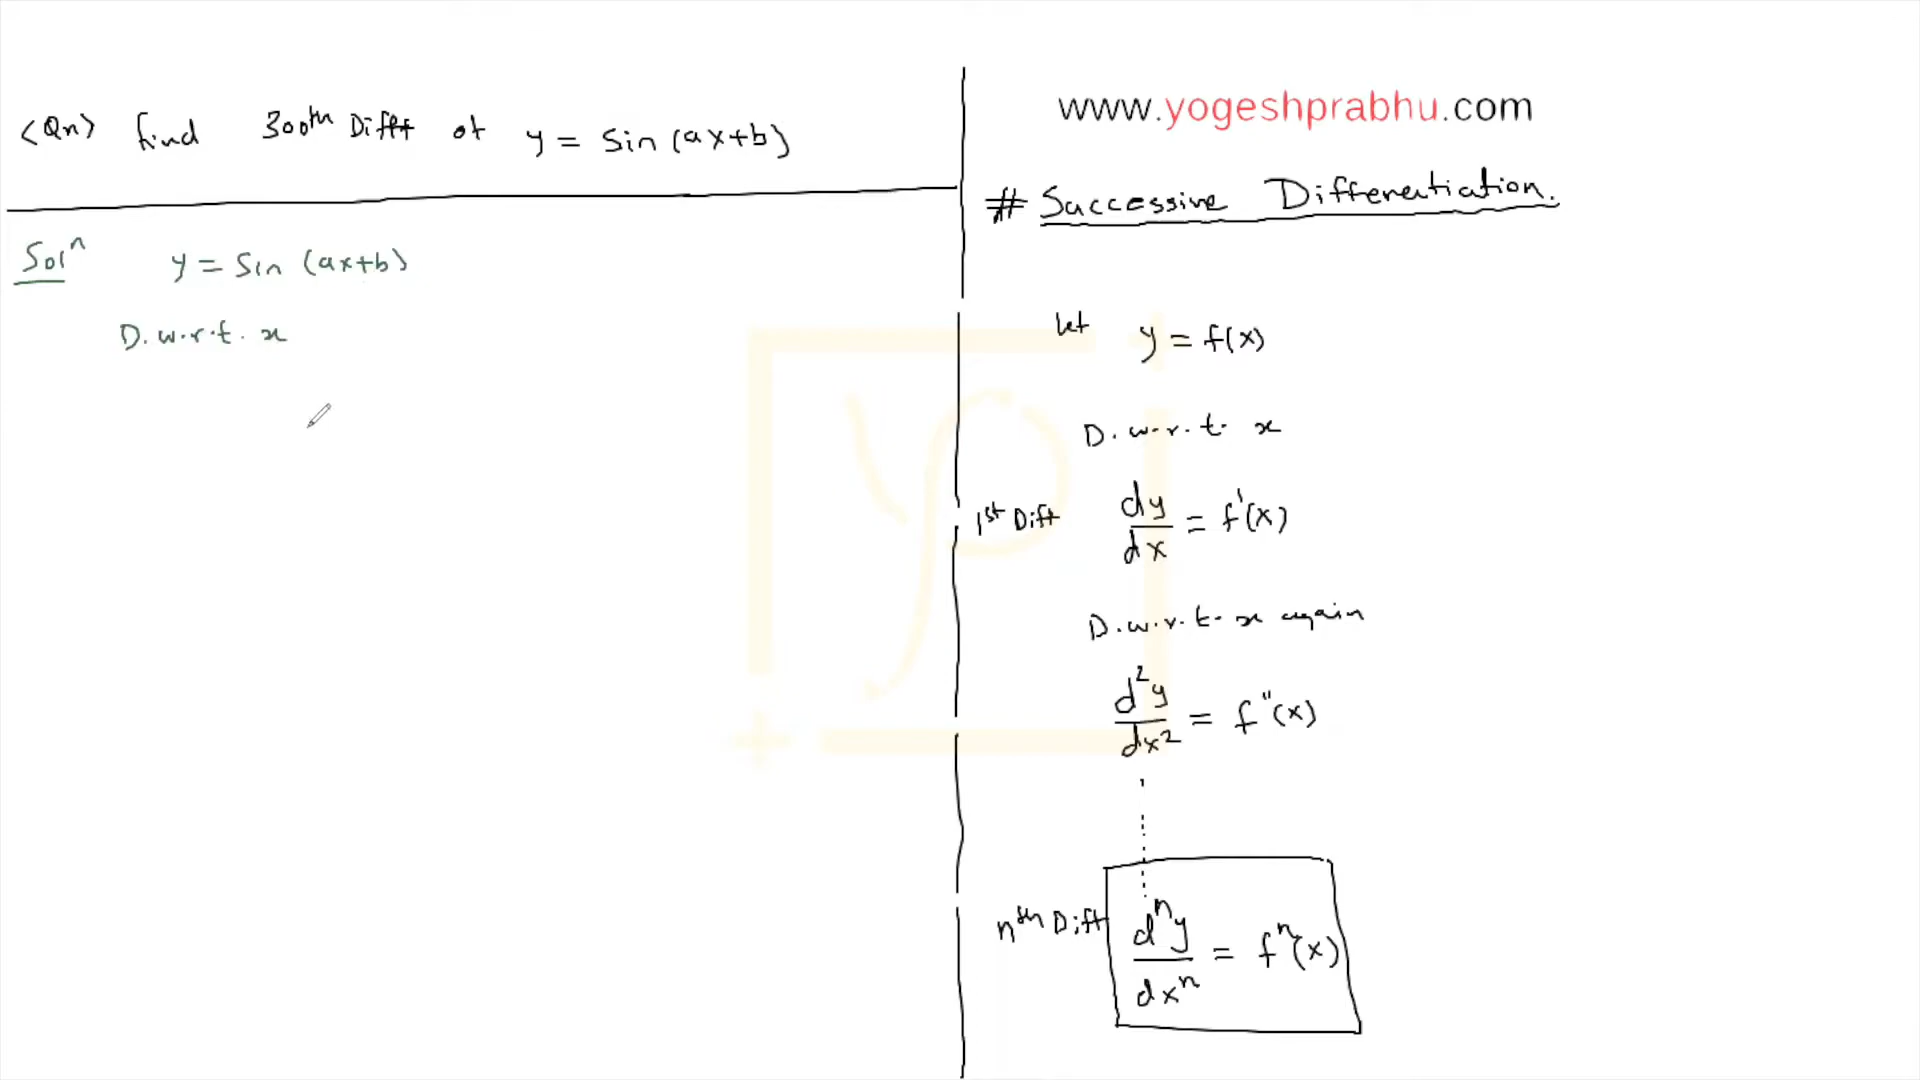 <Qn> find 300th Diff of y = sin (ax+b)
Solⁿ y = sin (ax+b)
D. w.r.t. x
www.yogeshprabhu.com
# Successive Differentiation.
let y = f(x)
D. w.r.t. x
1st Diff dy/dx = f'(x)
D.w.r.t. x again
d²y/dx² = f"(x)
nth Diff dⁿy/dxⁿ = fⁿ(x)